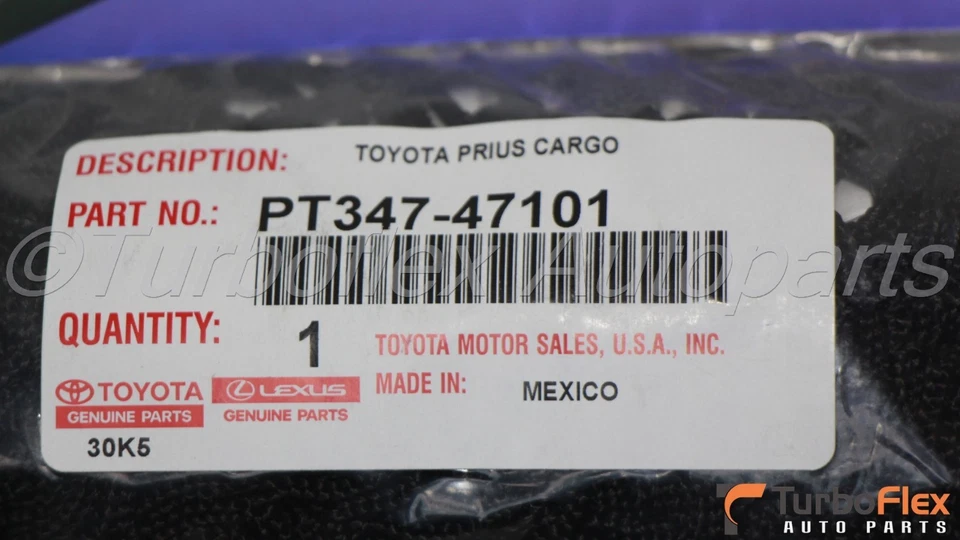 DESCRIPTION: TOYOTA PRIUS CARGO
PART NO.: PT347-47101
© Turboflex Autoparts
QUANTITY: 1
TOYOTA MOTOR SALES, U.S.A., INC.
MADE IN: MEXICO
TOYOTA LEXUS
GENUINE PARTS GENUINE PARTS
30K5
TurboFlex
AUTO PARTS